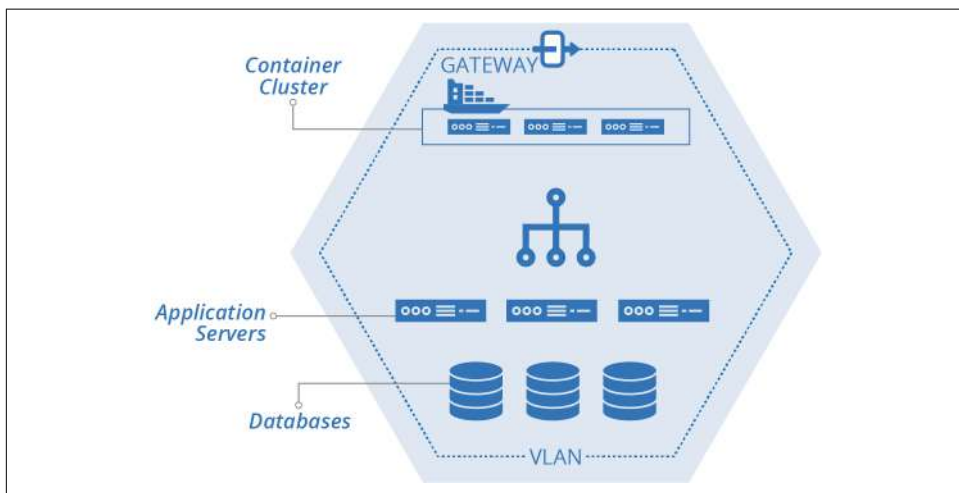 Container
Cluster
GATEWAY
Application
Servers
Databases
VLAN